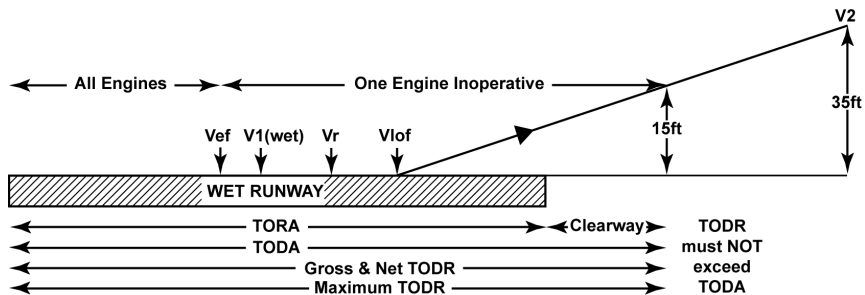 V2
All Engines
One Engine Inoperative
35ft
15ft
Vef V1(wet) Vr Vlof
WET RUNWAY
TORA
Clearway
TODR
TODA
must NOT
Gross & Net TODR
exceed
Maximum TODR
TODA